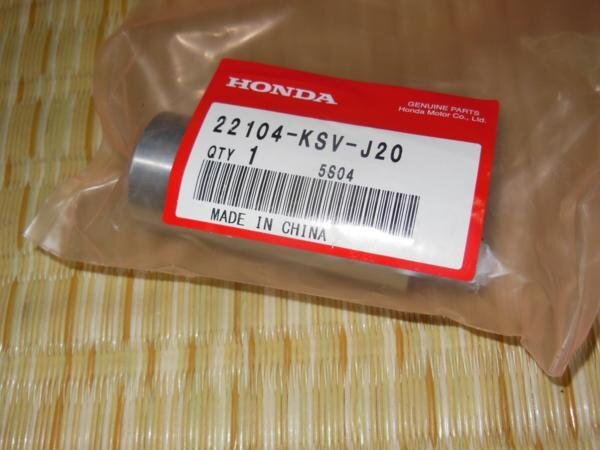 HONDA
GENUINE PARTS
Honda Motor Co., Ltd.
22104-KSV-J20
QTY 1
5S04
MADE IN CHINA